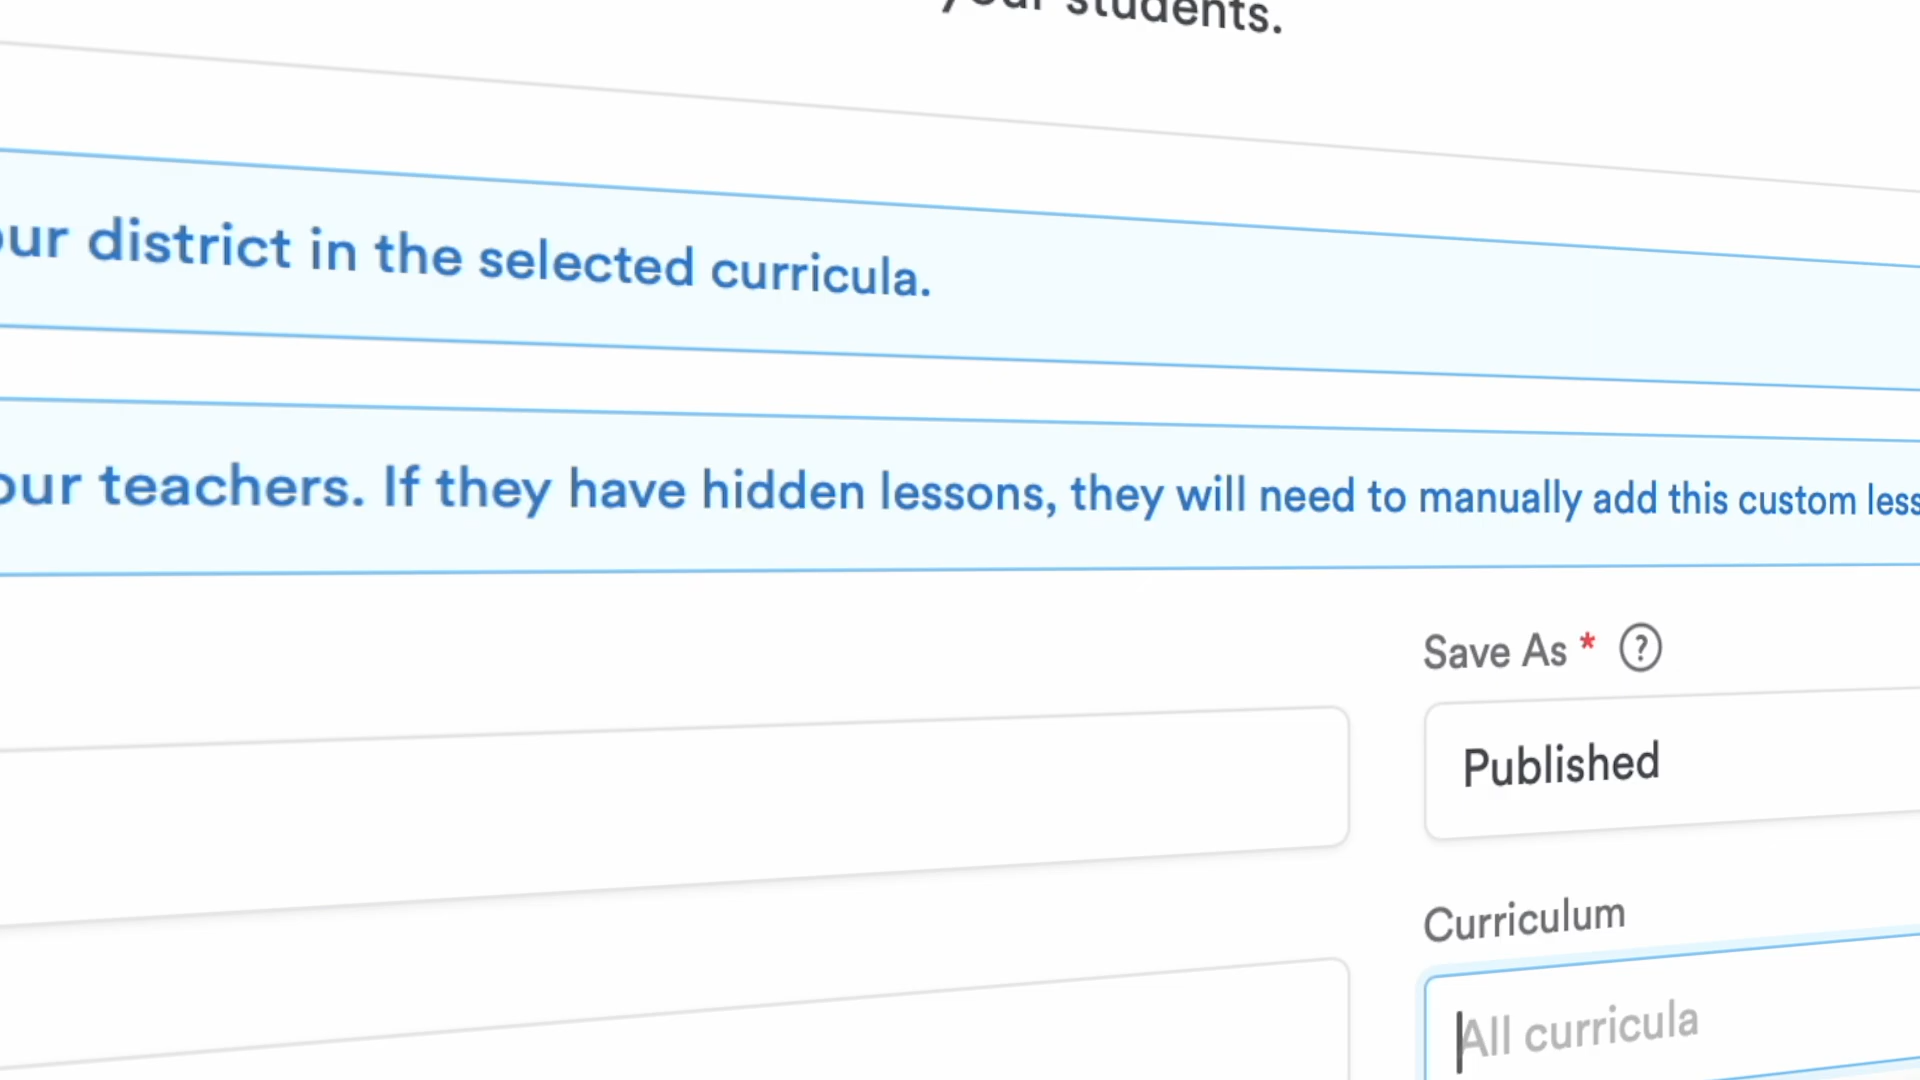 your students.
our district in the selected curricula.
our teachers. If they have hidden lessons, they will need to manually add this custom less
Save As * ?
Published
Curriculum
All curricula